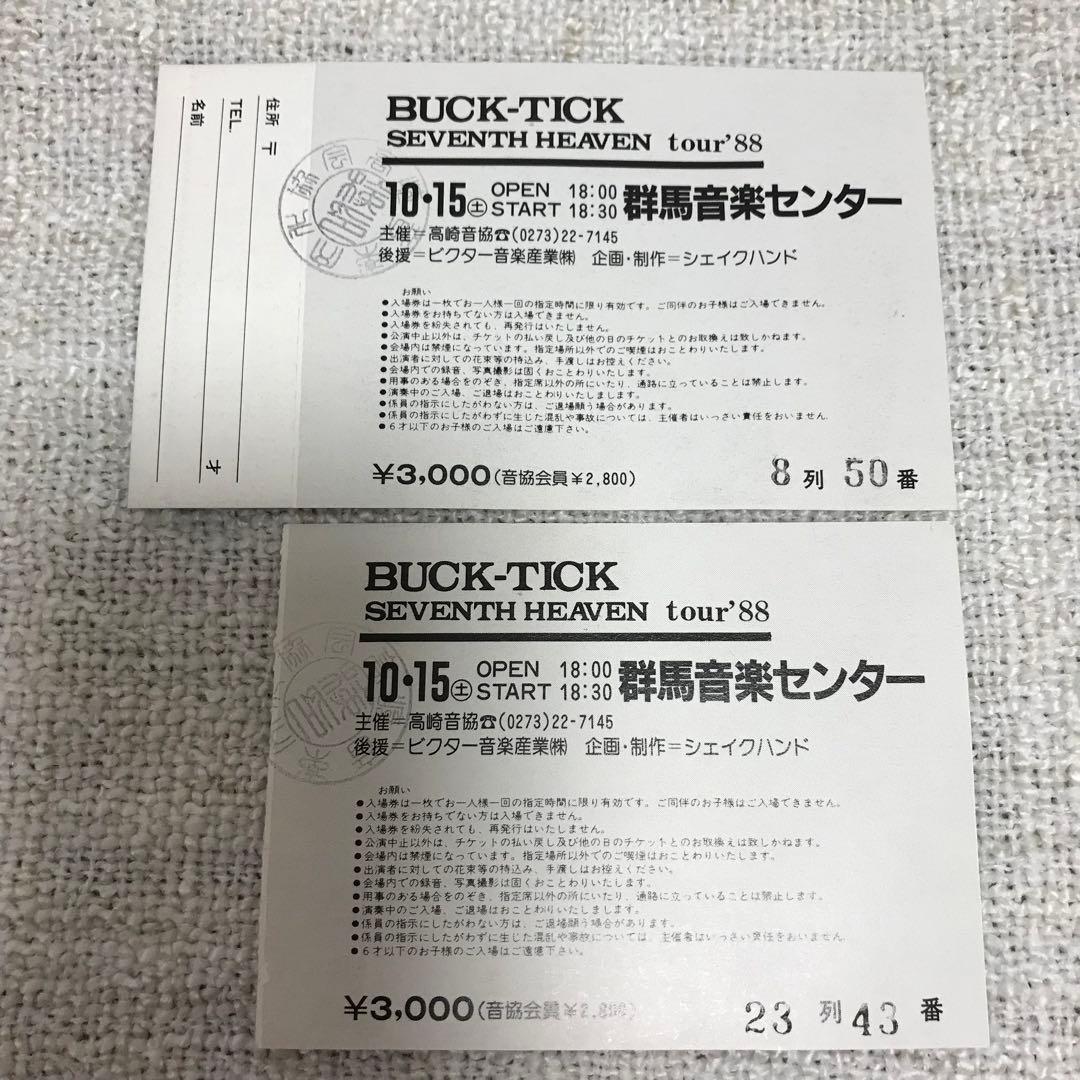 住所 〒
TEL.
名前
才
BUCK-TICK
SEVENTH HEAVEN tour'88
10・15㊏ OPEN 18:00 START 18:30 群馬音楽センター
主催=高崎音協☎(0273)22-7145
後援=ビクター音楽産業㈱ 企画・制作=シェイクハンド
お願い
●入場券は一枚でお一人様一回の指定時間に限り有効です。ご同伴のお子様はご入場できません。
●入場券をお持ちでない方は入場できません。
●入場券を紛失されても、再発行はいたしません。
●公演中止以外は、チケットの払い戻し及び他の日のチケットとのお取換えは致しかねます。
●会場内は禁煙になっています。指定場所以外でのご喫煙はおことわりいたします。
●出演者に対しての花束等の持込み、手渡しはお控えください。
●会場内での録音、写真撮影は固くおことわりいたします。
●用事のある場合をのぞき、指定席以外の所にいたり、通路に立っていることは禁止します。
●演奏中のご入場、ご退場はおことわりいたしまします。
●係員の指示にしたがわない方は、ご退場願う場合があります。
●係員の指示にしたがわずに生じた混乱や事故については、主催者はいっさい責任をおいません.
●6才以下のお子様のご入場はご遠慮下さい。
¥3,000(音協会員¥2,800) 8列 50番
BUCK-TICK
SEVENTH HEAVEN tour'88
10・15㊏ OPEN 18:00 START 18:30 群馬音楽センター
主催=高崎音協☎(0273)22-7145
後援=ビクター音楽産業㈱ 企画・制作=シェイクハンド
お願い
●入場券は一枚でお一人様一回の指定時間に限り有効です。ご同伴のお子様はご入場できません。
●入場券をお持ちでない方は入場できません。
●入場券を紛失されても、再発行はいたしません。
●公演中止以外は、チケットの払い戻し及び他の日のチケットとのお取換えは致しかねます。
●会場内は禁煙になっています。指定場所以外でのご喫煙はおことわりいたします。
●出演者に対しての花束等の持込み、手渡しはお控えください。
●会場内での録音、写真撮影は固くおことわりいたします。
●用事のある場合をのぞき、指定席以外の所にいたり、通路に立っていることは禁止します。
●演奏中のご入場、ご退場はおことわりいたしまします。
●係員の指示にしたがわない方は、ご退場願う場合があります。
●係員の指示にしたがわずに生じた混乱や事故については、主催者はいっさい責任をおいません.
●6才以下のお子様のご入場はご遠慮下さい。
¥3,000(音協会員¥2,800) 23列43番